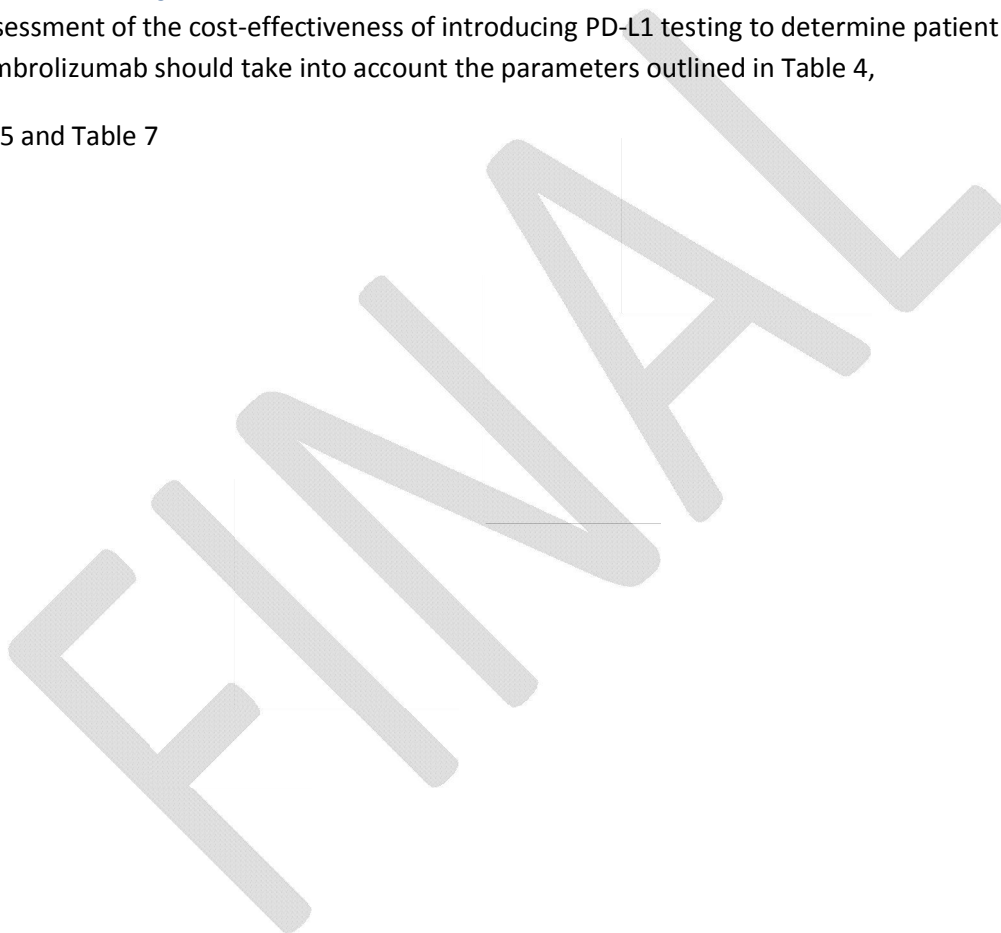 sessment of the cost-effectiveness of introducing PD-L1 testing to determine patient
mbrolizumab should take into account the parameters outlined in Table 4,
5 and Table 7
FINAL